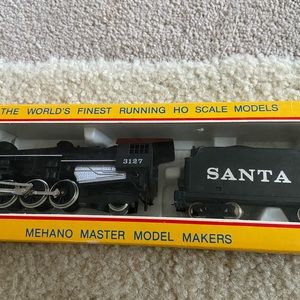 THE WORLD'S FINEST RUNNING HO SCALE MODELS
3127
SANTA
MEHANO MASTER MODEL MAKERS